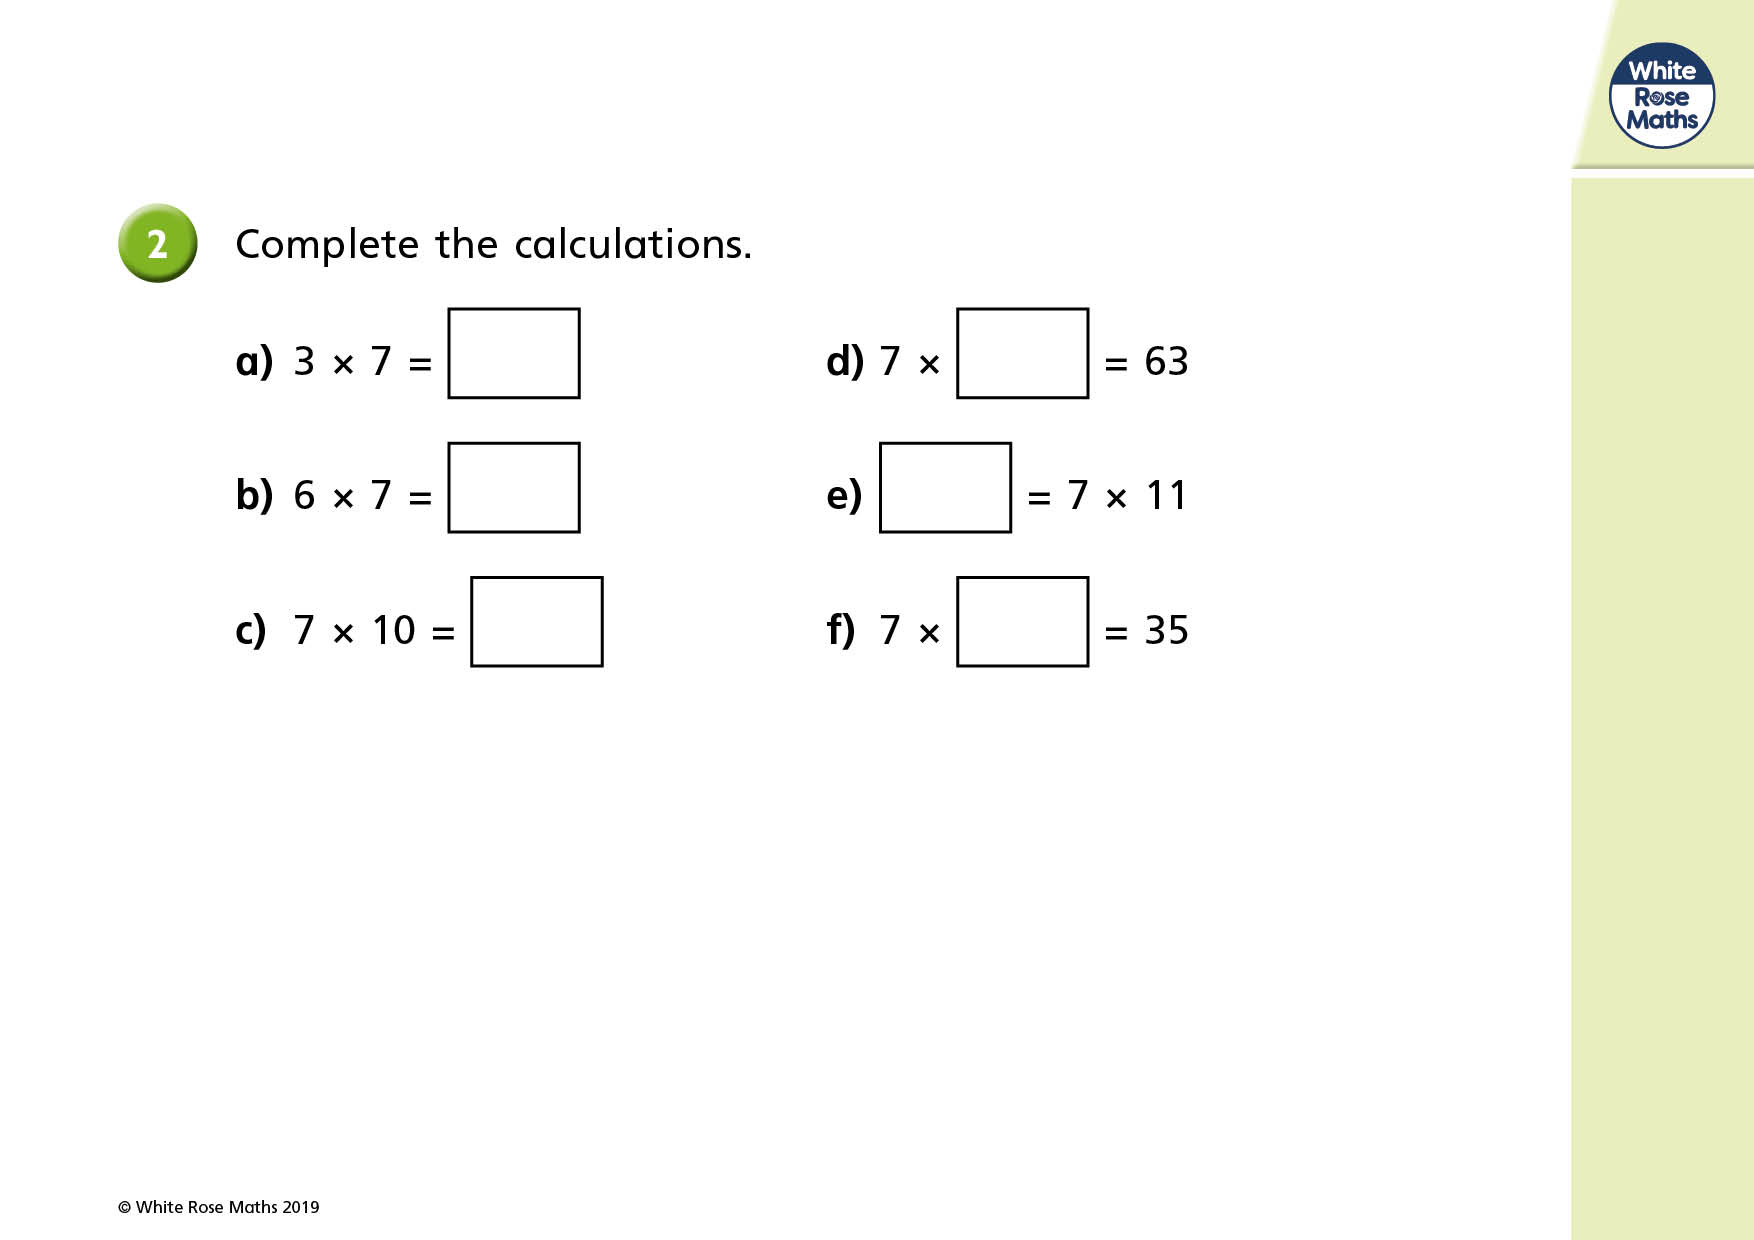 White
Rose
Maths
2 Complete the calculations.
a) 3 × 7 =
b) 6 × 7 =
c) 7 × 10 =
d) 7 × = 63
e) = 7 × 11
f) 7 × = 35
© White Rose Maths 2019